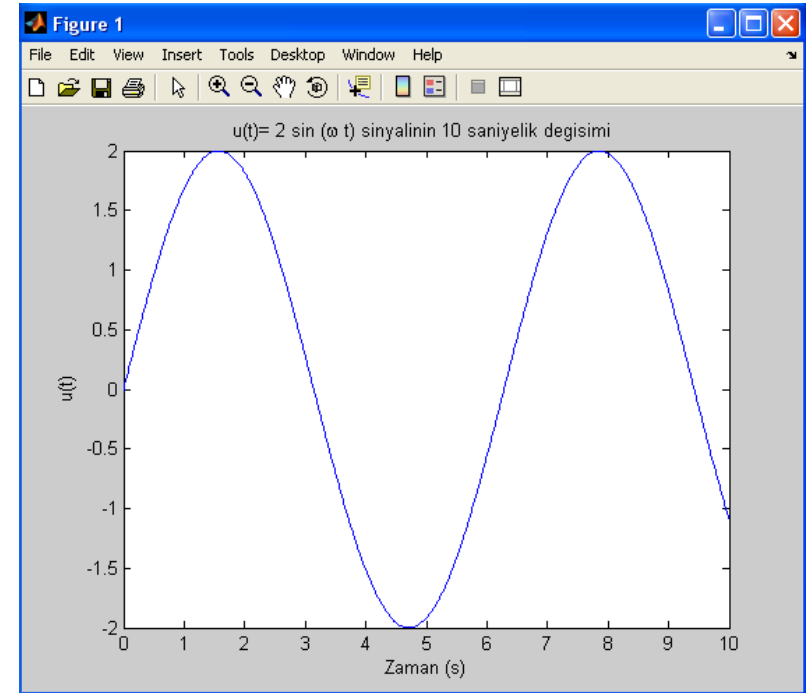 Figure 1
File Edit View Insert Tools Desktop Window Help
u(t)= 2 sin (ω t) sinyalinin 10 saniyelik degisimi
2
1.5
1
0.5
0
-0.5
-1
-1.5
-2
u(t)
0 1 2 3 4 5 6 7 8 9 10
Zaman (s)